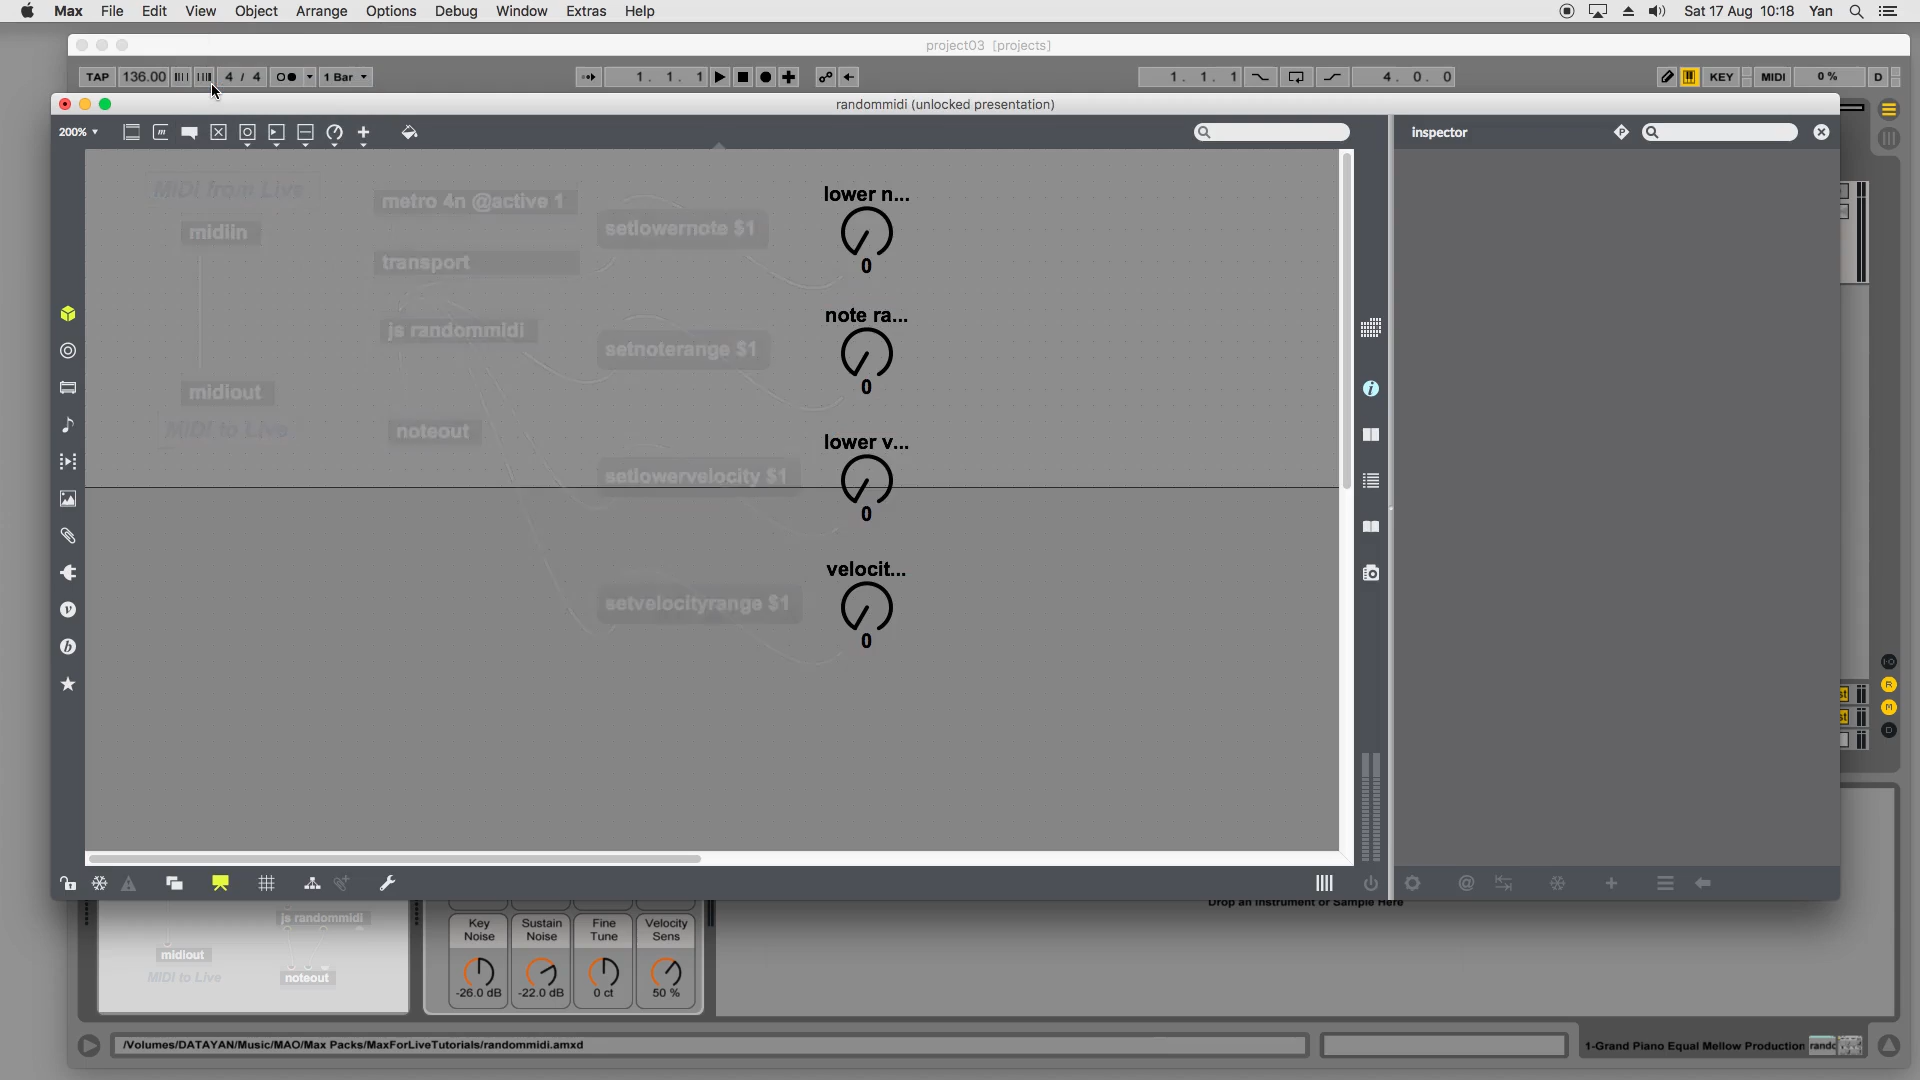 Max File Edit View Object Arrange Options Debug Window Extras Help
Sat 17 Aug 10:18 Yan
project03 [projects]
TAP 136.00 4 / 4 1 Bar 1. 1. 1 1. 1. 1 4. 0. 0 KEY MIDI 0 % D
randommidi (unlocked presentation)
200%
inspector
MIDI from Live
midiin
midiout
MIDI to Live
metro 4n @active 1
transport
js randommidi
noteout
setlowernote $1
setnoterange $1
setlowervelocity $1
setvelocityrange $1
lower n...
0
note ra...
0
lower v...
0
velocit...
0
R
M
D
js randommidi
midiout
MIDI to Live
noteout
Key Noise
-26.0 dB
Sustain Noise
-22.0 dB
Fine Tune
0 ct
Velocity Sens
50 %
Drop an Instrument or Sample Here
/Volumes/DATAYAN/Music/MAO/Max Packs/MaxForLiveTutorials/randommidi.amxd
1-Grand Piano Equal Mellow Production